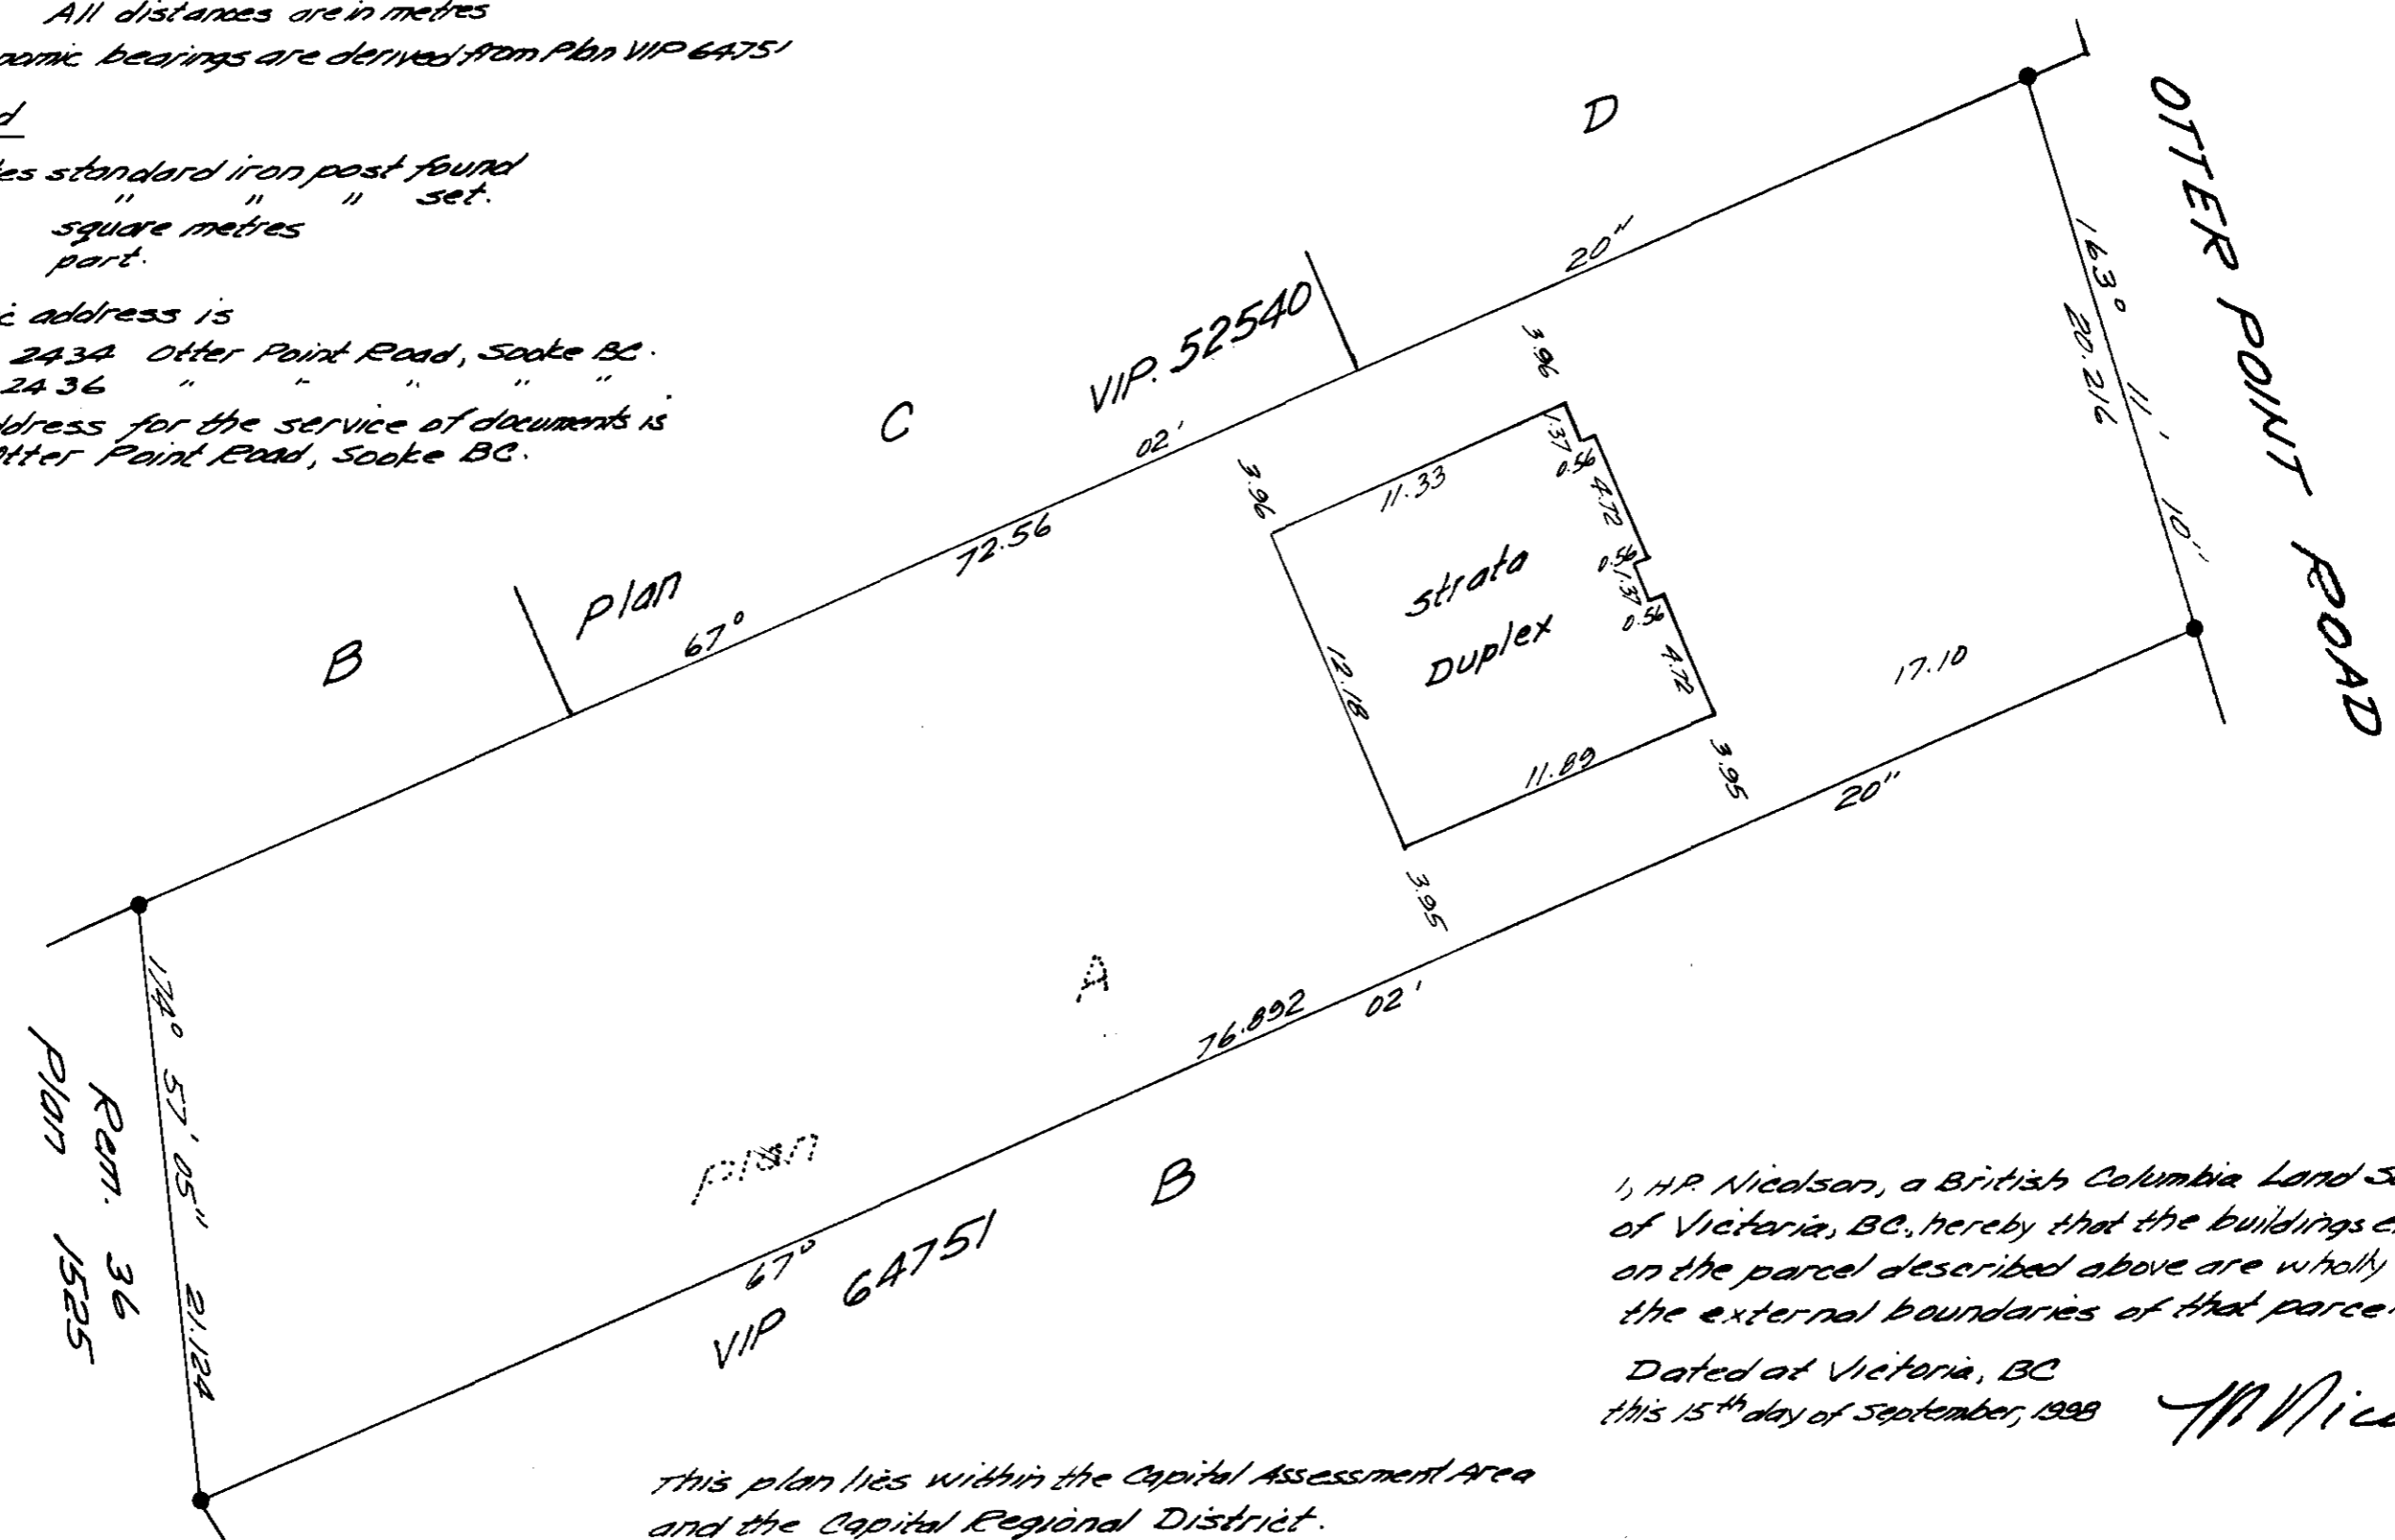 All distances are in metres
nomic bearings are derived from Plan VIP 64751
d
es standard iron post found
" " " set.
square metres
part.
c address is
2434 Otter Point Road, Sooke BC.
2436 " " " " "
ddress for the service of documents is
Otter Point Road, Sooke BC.
D
OTTER POINT ROAD
163° 11' 10"
20.216
VIP. 52540
20"
C
02'
3.96
3.96
1.37
0.56
11.33
4.72
72.56
0.56
1.37
0.56
Strata
Duplex
Plan
67°
B
12.18
4.72
17.10
11.89
3.95
20"
3.95
A
76.892
02'
174° 57' 05" 21.124
Rem. 36
Plan 1525
Plan
B
67°
VIP 64751
I, H.P. Nicolson, a British Columbia Land S
of Victoria, BC, hereby that the buildings e
on the parcel described above are wholly
the external boundaries of that parcel
Dated at Victoria, BC
this 15th day of September, 1998
This plan lies within the Capital Assessment Area
and the Capital Regional District.